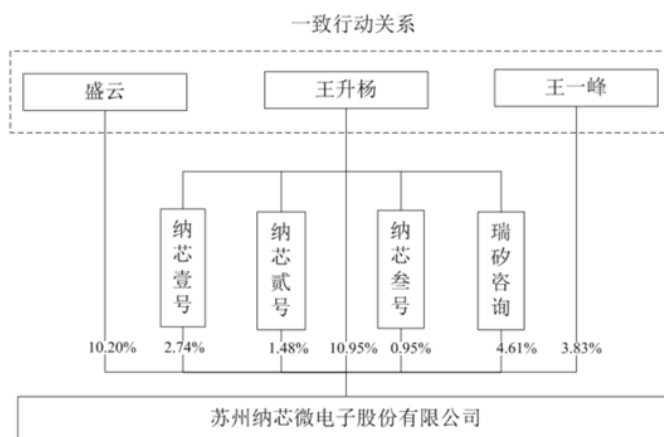 一致行动关系
盛云
王升杨
王一峰
纳芯壹号
纳芯贰号
纳芯叁号
瑞矽咨询
10.20%
2.74%
1.48%
10.95%
0.95%
4.61%
3.83%
苏州纳芯微电子股份有限公司